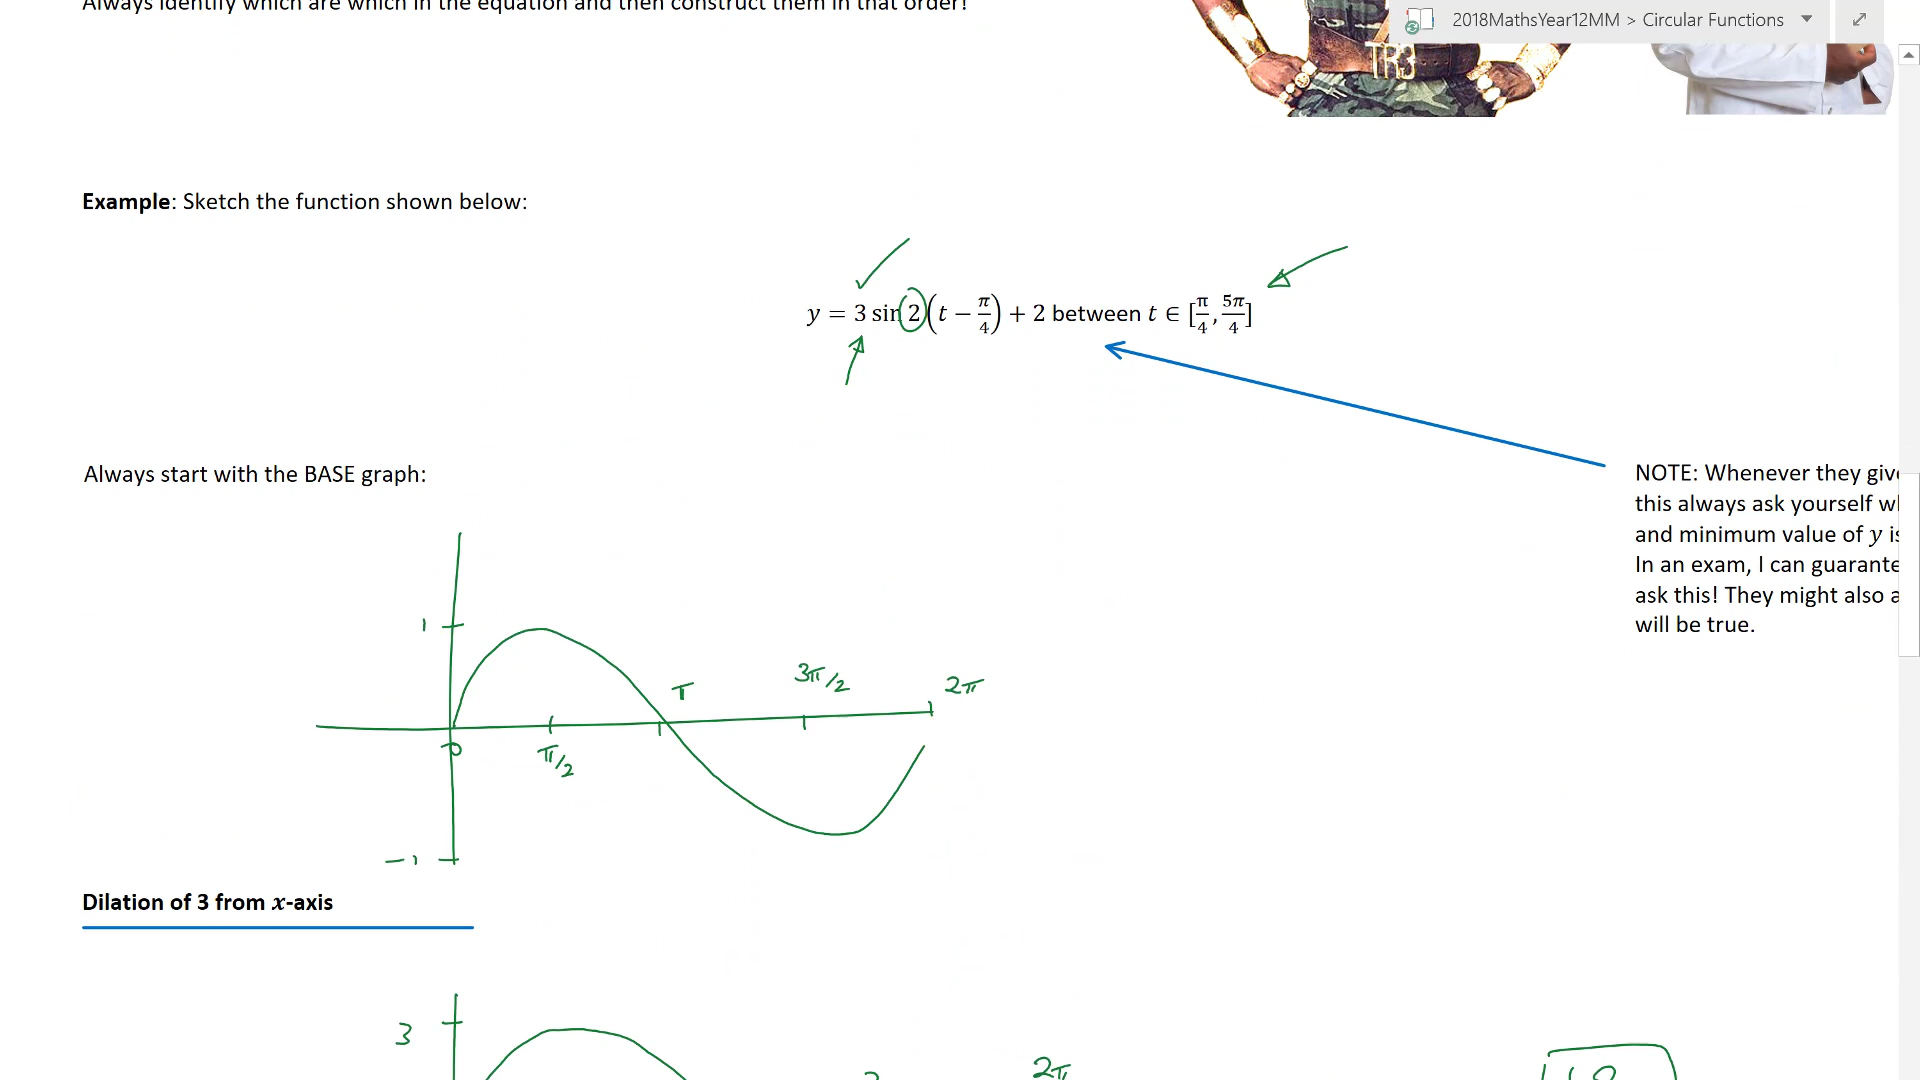 Always identify which are which in the equation and then construct them in that order!
2018MathsYear12MM > Circular Functions
TR3
Example: Sketch the function shown below:
y = 3 sin 2(t − π/4) + 2 between t ∈ [π/4, 5π/4]
Always start with the BASE graph:
NOTE: Whenever they giv
this always ask yourself w
and minimum value of y is
In an exam, I can guarante
ask this! They might also a
will be true.
1
π
3π/2
2π
0
π/2
−1
Dilation of 3 from x-axis
3
2π